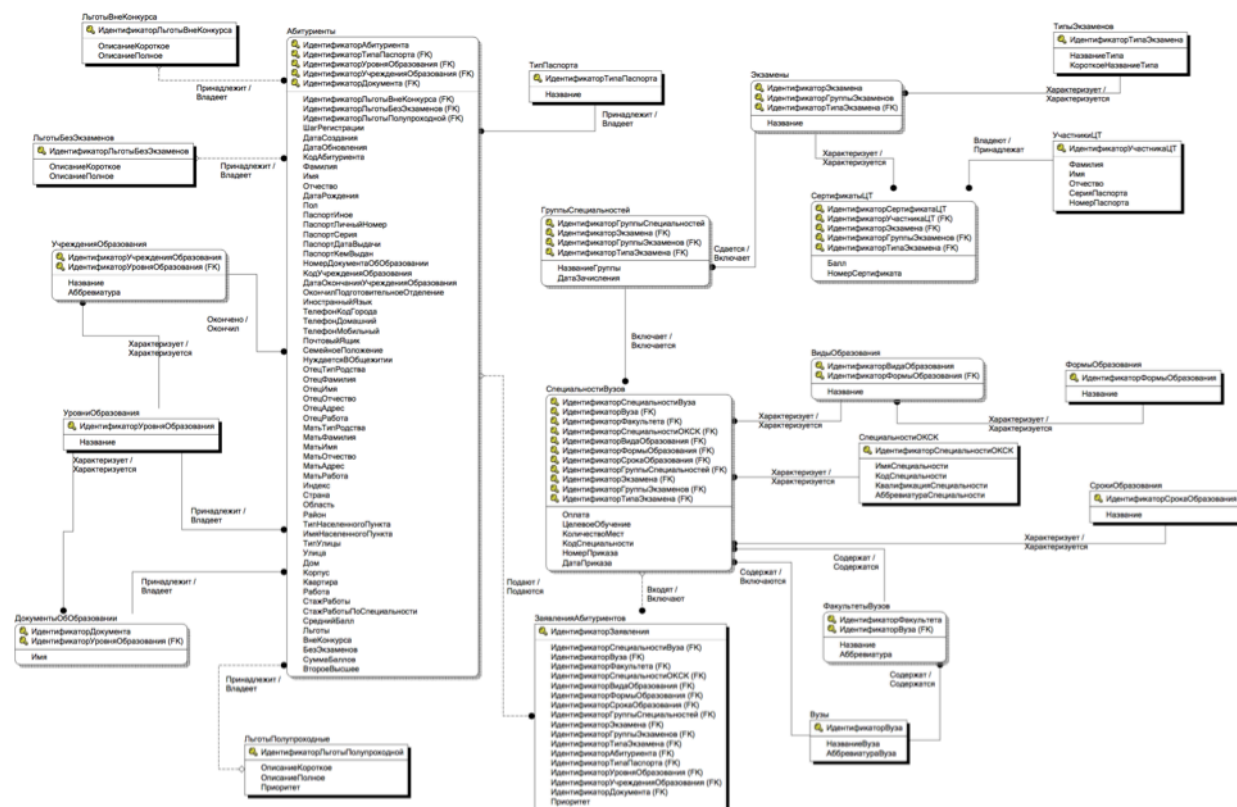 ЛьготыВнеКонкурса
ИдентификаторЛьготыВнеКонкурса
ОписаниеКороткое
ОписаниеПолное
Принадлежит /
Владеет
ЛьготыБезЭкзаменов
ИдентификаторЛьготыБезЭкзаменов
ОписаниеКороткое
ОписаниеПолное
Принадлежит /
Владеет
УчрежденияОбразования
ИдентификаторУчрежденияОбразования
ИдентификаторУровняОбразования (FK)
Название
Аббревиатура
Окончено /
Окончил
Характеризует /
Характеризуется
УровниОбразования
ИдентификаторУровняОбразования
Название
Характеризует /
Характеризуется
Принадлежит /
Владеет
Принадлежит /
Владеет
ДокументыОбОбразовании
ИдентификаторДокумента
ИдентификаторУровняОбразования (FK)
Имя
Принадлежит /
Владеет
ЛьготыПолупроходные
ИдентификаторЛьготыПолупроходной
ОписаниеКороткое
ОписаниеПолное
Приоритет
Абитуриенты
ИдентификаторАбитуриента
ИдентификаторТипаПаспорта (FK)
ИдентификаторУровняОбразования (FK)
ИдентификаторУчрежденияОбразования (FK)
ИдентификаторДокумента (FK)
ИдентификаторЛьготыВнеКонкурса (FK)
ИдентификаторЛьготыБезЭкзаменов (FK)
ИдентификаторЛьготыПолупроходной (FK)
ШагРегистрации
ДатаСоздания
ДатаОбновления
КодАбитуриента
Фамилия
Имя
Отчество
ДатаРождения
Пол
ПаспортИное
ПаспортЛичныйНомер
ПаспортСерия
ПаспортДатаВыдачи
ПаспортКемВыдан
НомерДокументаОбОбразовании
КодУчрежденияОбразования
ДатаОкончанияУчрежденияОбразования
ОкончилПодготовительноеОтделение
ИностранныйЯзык
ТелефонКодГорода
ТелефонДомашний
ТелефонМобильный
ПочтовыйЯщик
СемейноеПоложение
НуждаетсяВОбщежитии
ОтецТипРодства
ОтецФамилия
ОтецИмя
ОтецОтчество
ОтецАдрес
ОтецРабота
МатьТипРодства
МатьФамилия
МатьИмя
МатьОтчество
МатьАдрес
МатьРабота
Индекс
Страна
Область
Район
ТипНаселенногоПункта
ИмяНаселенногоПункта
ТипУлицы
Улица
Дом
Корпус
Квартира
Работа
СтажРаботы
СтажРаботыПоСпециальности
СреднийБалл
Льготы
ВнеКонкурса
БезЭкзаменов
СуммаБаллов
ВтороеВысшее
ТипПаспорта
ИдентификаторТипаПаспорта
Название
Принадлежит /
Владеет
Экзамены
ИдентификаторЭкзамена
ИдентификаторГруппыЭкзаменов
ИдентификаторТипаЭкзамена (FK)
Название
ТипыЭкзаменов
ИдентификаторТипаЭкзамена
НазваниеТипа
КороткоеНазваниеТипа
Характеризует /
Характеризуется
Характеризует /
Характеризуется
Владеют /
Принадлежат
УчастникиЦТ
ИдентификаторУчастникаЦТ
Фамилия
Имя
Отчество
СерияПаспорта
НомерПаспорта
СертификатыЦТ
ИдентификаторСертификатаЦТ
ИдентификаторУчастникаЦТ (FK)
ИдентификаторЭкзамена (FK)
ИдентификаторГруппыЭкзаменов (FK)
ИдентификаторТипаЭкзамена (FK)
Балл
НомерСертификата
ГруппыСпециальностей
ИдентификаторГруппыСпециальностей
ИдентификаторЭкзамена (FK)
ИдентификаторГруппыЭкзаменов (FK)
ИдентификаторТипаЭкзамена (FK)
НазваниеГруппы
ДатаЗачисления
Сдается /
Включает
Включает /
Включается
СпециальностиВузов
ИдентификаторСпециальностиВуза
ИдентификаторВуза (FK)
ИдентификаторФакультета (FK)
ИдентификаторСпециальностиОКСК (FK)
ИдентификаторВидаОбразования (FK)
ИдентификаторФормыОбразования (FK)
ИдентификаторСрокаОбразования (FK)
ИдентификаторГруппыСпециальностей (FK)
ИдентификаторЭкзамена (FK)
ИдентификаторГруппыЭкзаменов (FK)
ИдентификаторТипаЭкзамена (FK)
Оплата
ЦелевоеОбучение
КоличествоМест
КодСпециальности
НомерПриказа
ДатаПриказа
ВидыОбразования
ИдентификаторВидаОбразования
ИдентификаторФормыОбразования (FK)
Название
ФормыОбразования
ИдентификаторФормыОбразования
Название
Характеризует /
Характеризуется
Характеризует /
Характеризуется
СпециальностиОКСК
ИдентификаторСпециальностиОКСК
ИмяСпециальности
КодСпециальности
КвалификацияСпециальности
АббревиатураСпециальности
Характеризует /
Характеризуется
СрокиОбразования
ИдентификаторСрокаОбразования
Название
Характеризует /
Характеризуется
Содержат /
Содержатся
Содержат /
Включаются
Подают /
Подаются
Входят /
Включают
ФакультетыВузов
ИдентификаторФакультета
ИдентификаторВуза (FK)
Название
Аббревиатура
Содержат /
Содержатся
Вузы
ИдентификаторВуза
НазваниеВуза
АббревиатураВуза
ЗаявленияАбитуриентов
ИдентификаторЗаявления
ИдентификаторСпециальностиВуза (FK)
ИдентификаторВуза (FK)
ИдентификаторФакультета (FK)
ИдентификаторСпециальностиОКСК (FK)
ИдентификаторВидаОбразования (FK)
ИдентификаторФормыОбразования (FK)
ИдентификаторСрокаОбразования (FK)
ИдентификаторГруппыСпециальностей (FK)
ИдентификаторЭкзамена (FK)
ИдентификаторГруппыЭкзаменов (FK)
ИдентификаторТипаЭкзамена (FK)
ИдентификаторАбитуриента (FK)
ИдентификаторТипаПаспорта (FK)
ИдентификаторУровняОбразования (FK)
ИдентификаторУчрежденияОбразования (FK)
ИдентификаторДокумента (FK)
Приоритет